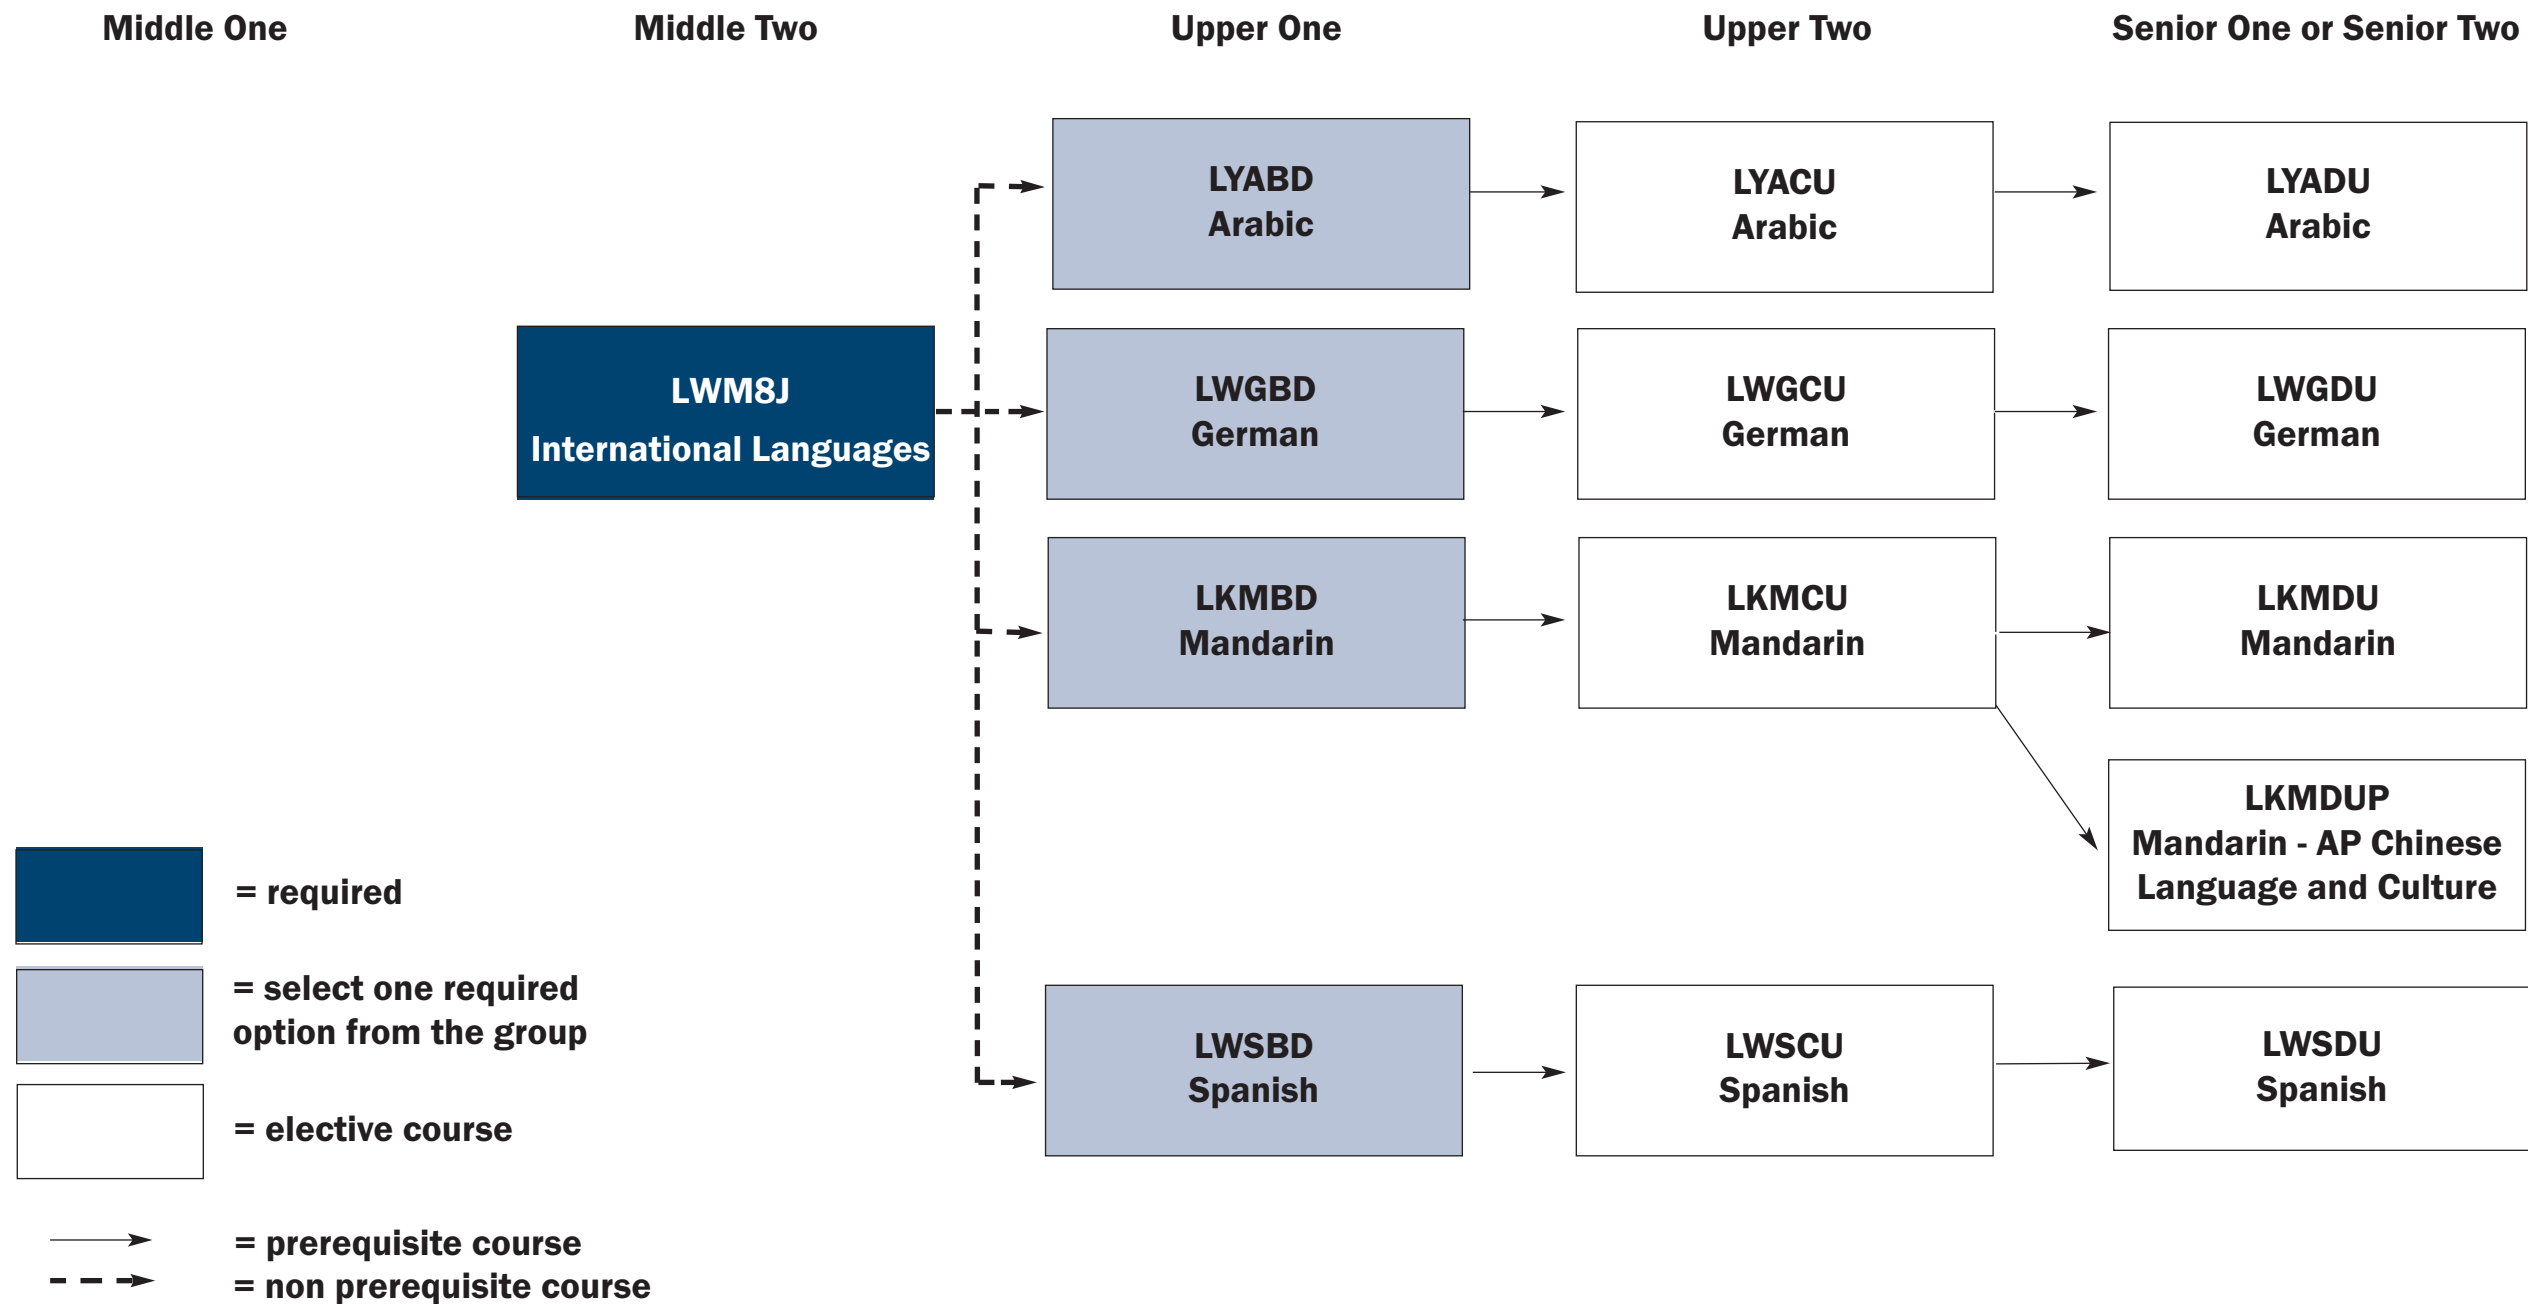 Middle One
Middle Two
Upper One
Upper Two
Senior One or Senior Two
LYABD
Arabic
LYACU
Arabic
LYADU
Arabic
LWM8J
International Languages
LWGBD
German
LWGCU
German
LWGDU
German
LKMBD
Mandarin
LKMCU
Mandarin
LKMDU
Mandarin
LKMDUP
Mandarin - AP Chinese
Language and Culture
LWSBD
Spanish
LWSCU
Spanish
LWSDU
Spanish
= required
= select one required
option from the group
= elective course
= prerequisite course
= non prerequisite course